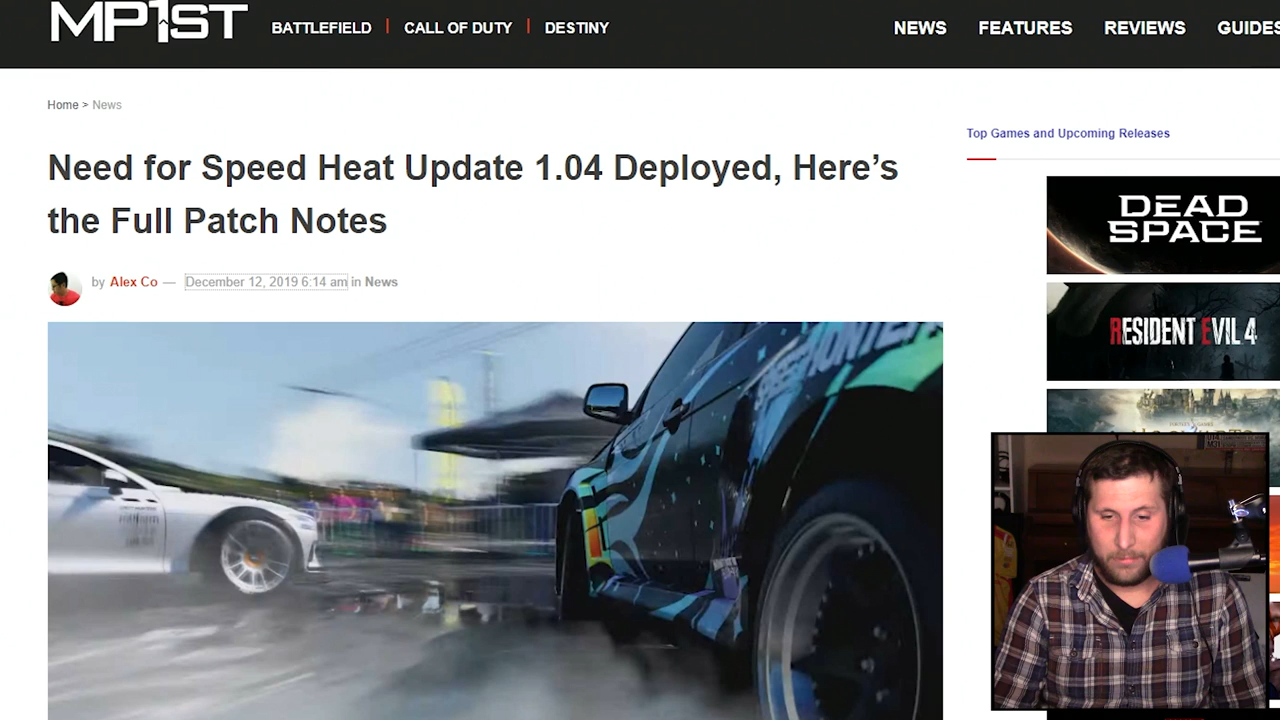 MP1ST
BATTLEFIELD
CALL OF DUTY
DESTINY
NEWS
FEATURES
REVIEWS
GUIDES
Home > News
Need for Speed Heat Update 1.04 Deployed, Here’s
the Full Patch Notes
by Alex Co — December 12, 2019 6:14 am in News
Top Games and Upcoming Releases
DEAD
SPACE
RESIDENT EVIL 4